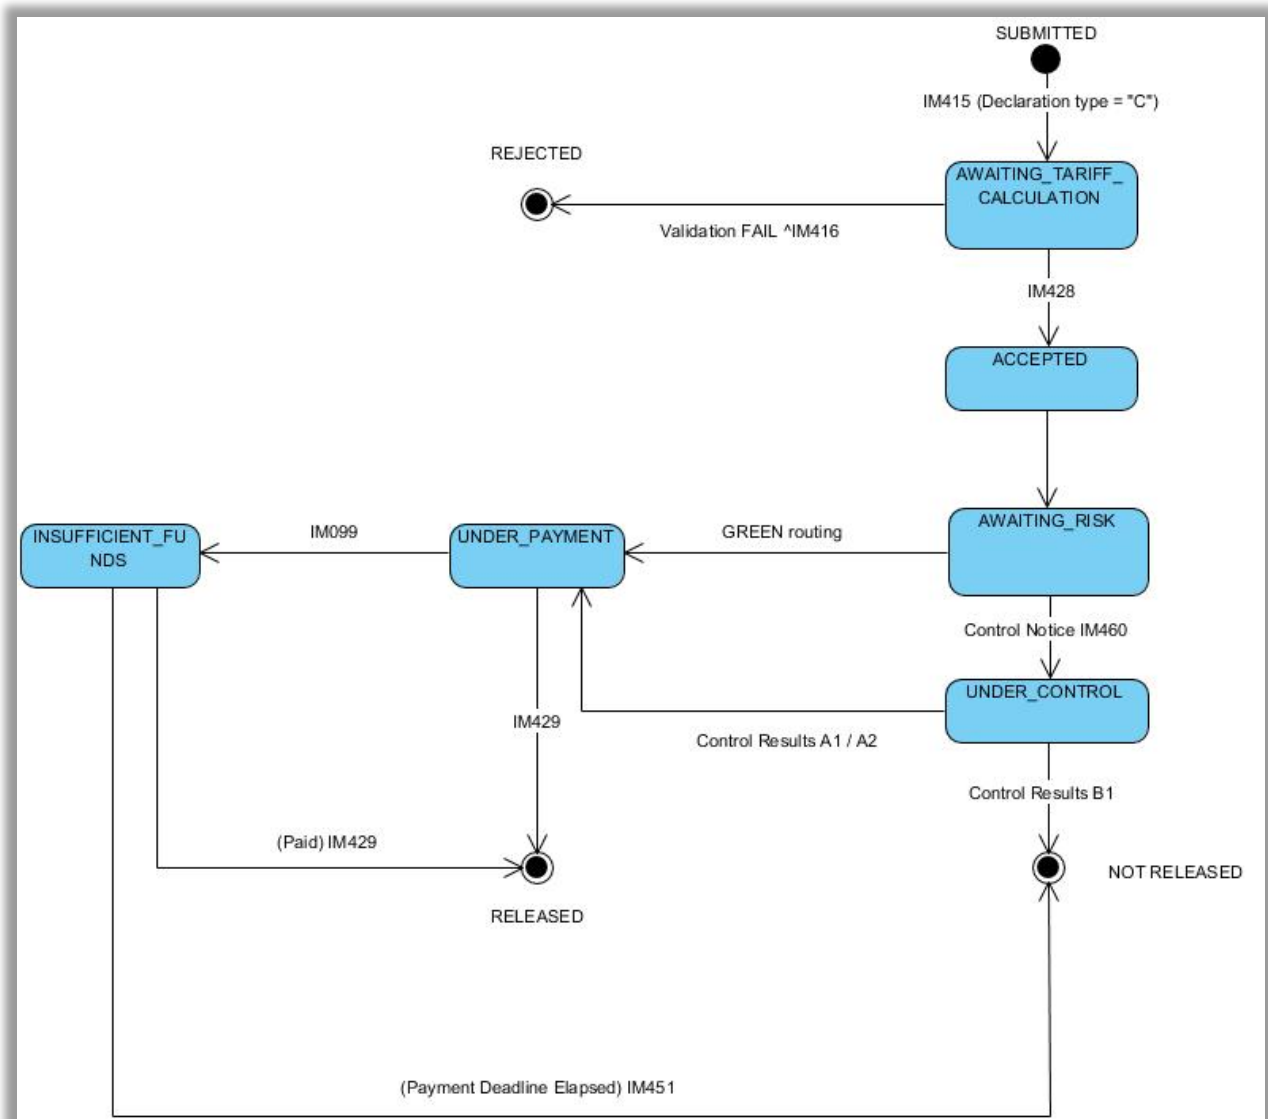 SUBMITTED
IM415 (Declaration type = "C")
REJECTED
AWAITING_TARIFF_
CALCULATION
Validation FAIL ^IM416
IM428
ACCEPTED
AWAITING_RISK
GREEN routing
UNDER_PAYMENT
IM099
INSUFFICIENT_FU
NDS
Control Notice IM460
UNDER_CONTROL
IM429
Control Results A1 / A2
Control Results B1
(Paid) IM429
NOT RELEASED
RELEASED
(Payment Deadline Elapsed) IM451